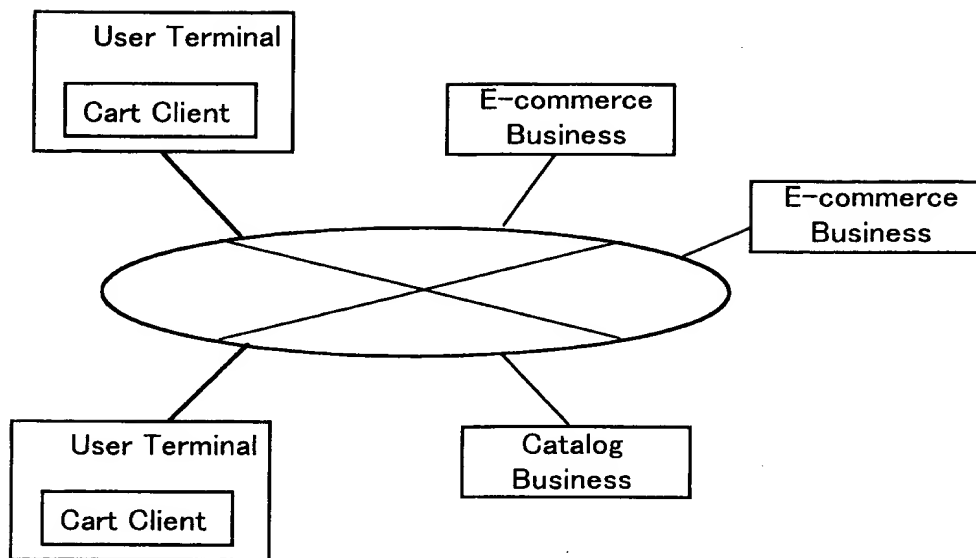 User Terminal
Cart Client
E-commerce
Business
E-commerce
Business
User Terminal
Cart Client
Catalog
Business